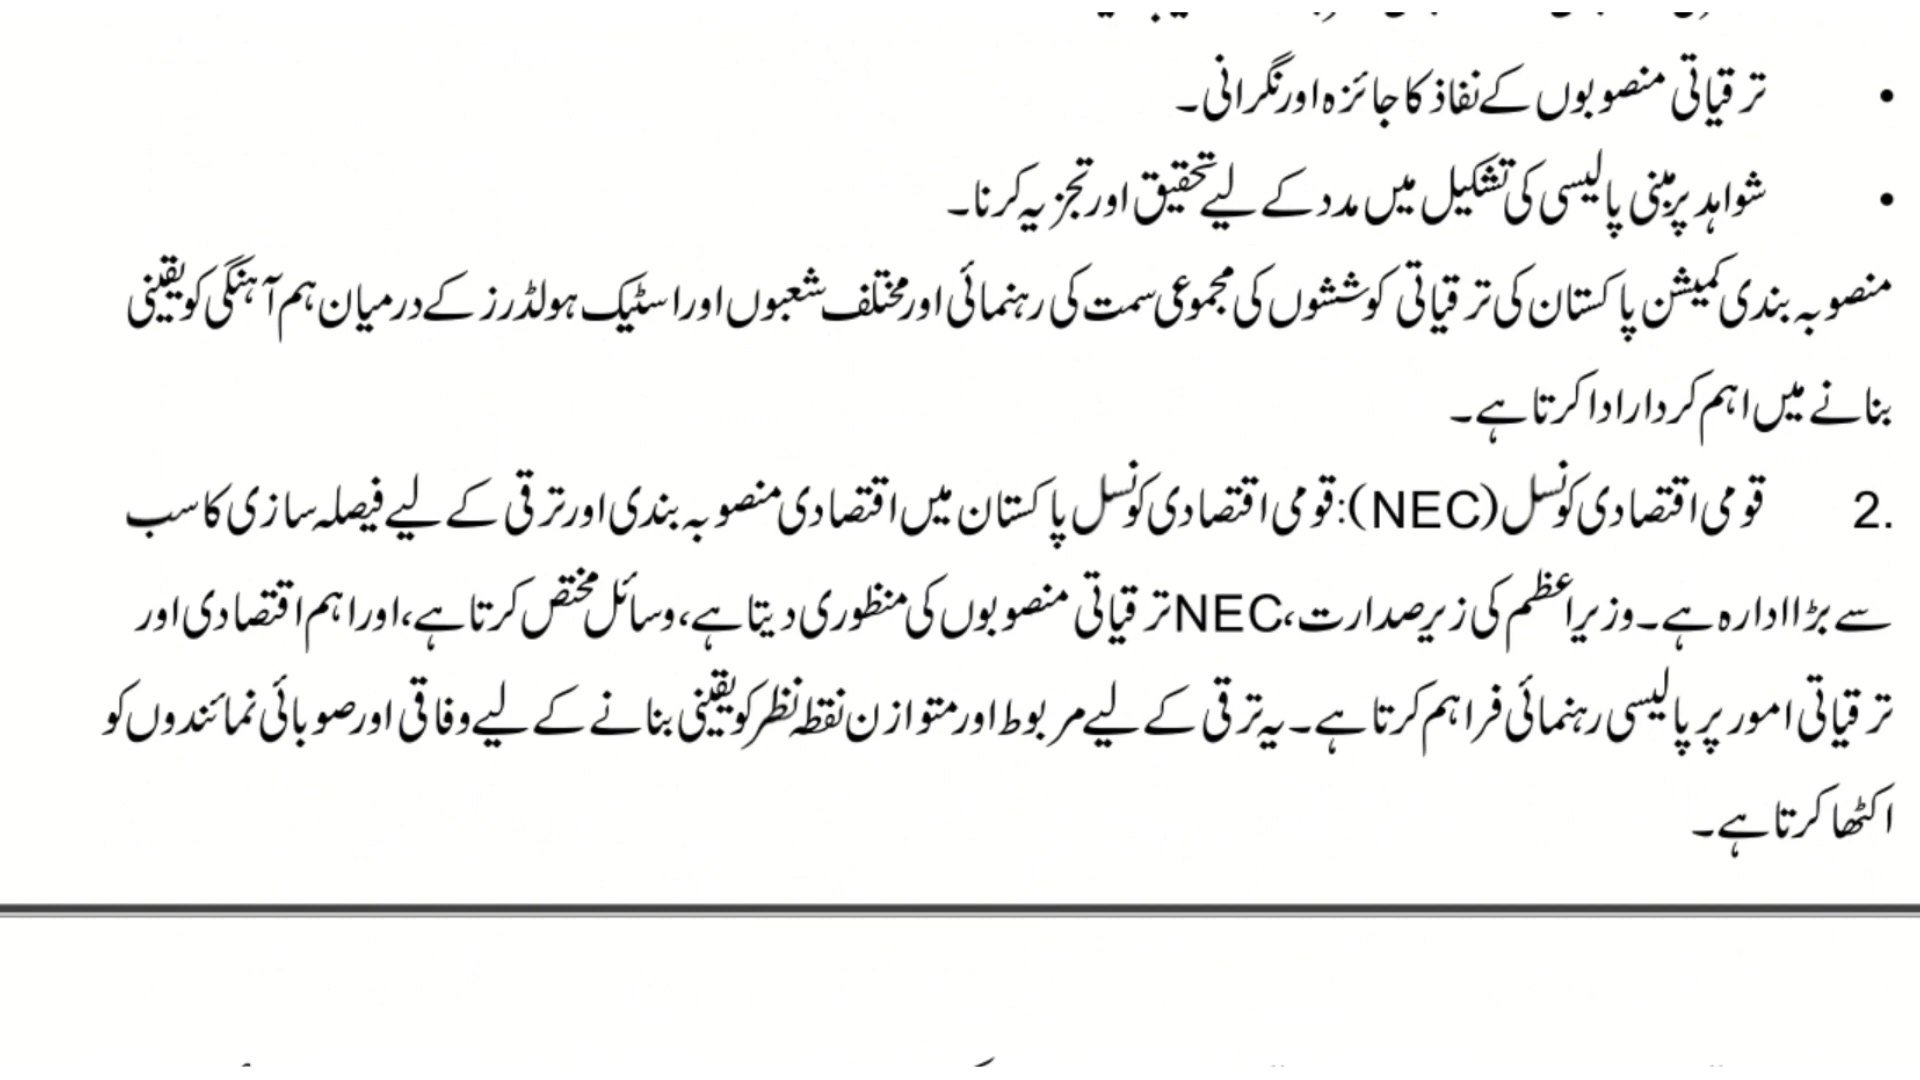 • ترقیاتی منصوبوں کے نفاذ کا جائزہ اور نگرانی۔
• شواہد پر مبنی پالیسی کی تشکیل میں مدد کے لیے تحقیق اور تجزیہ کرنا۔
منصوبہ بندی کمیشن پاکستان کی ترقیاتی کوششوں کی مجموعی سمت کی رہنمائی اور مختلف شعبوں اور اسٹیک ہولڈرز کے درمیان ہم آہنگی کو یقینی
بنانے میں اہم کردار ادا کرتا ہے۔
2. قومی اقتصادی کونسل (NEC): قومی اقتصادی کونسل پاکستان میں اقتصادی منصوبہ بندی اور ترقی کے لیے فیصلہ سازی کا سب
سے بڑا ادارہ ہے۔ وزیراعظم کی زیر صدارت، NEC ترقیاتی منصوبوں کی منظوری دیتا ہے، وسائل مختص کرتا ہے، اور اہم اقتصادی اور
ترقیاتی امور پر پالیسی رہنمائی فراہم کرتا ہے۔ یہ ترقی کے لیے مربوط اور متوازن نقطہ نظر کو یقینی بنانے کے لیے وفاقی اور صوبائی نمائندوں کو
اکٹھا کرتا ہے۔